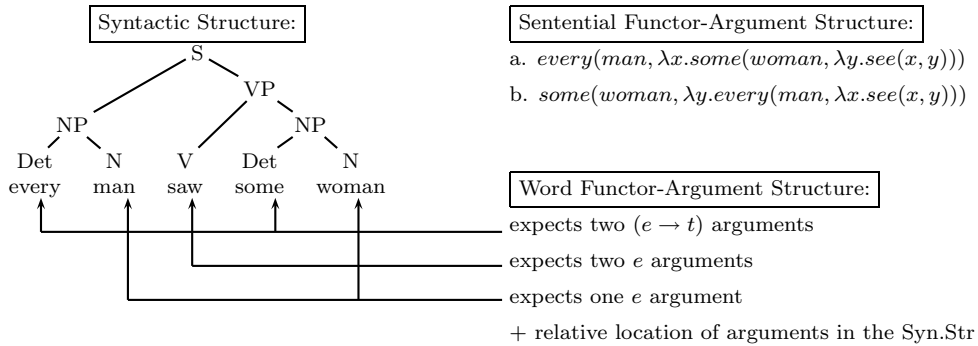 Syntactic Structure:
S
VP
NP NP
Det N V Det N
every man saw some woman
Sentential Functor-Argument Structure:
a. every(man, λx.some(woman, λy.see(x, y)))
b. some(woman, λy.every(man, λx.see(x, y)))
Word Functor-Argument Structure:
expects two (e → t) arguments
expects two e arguments
expects one e argument
+ relative location of arguments in the Syn.Str